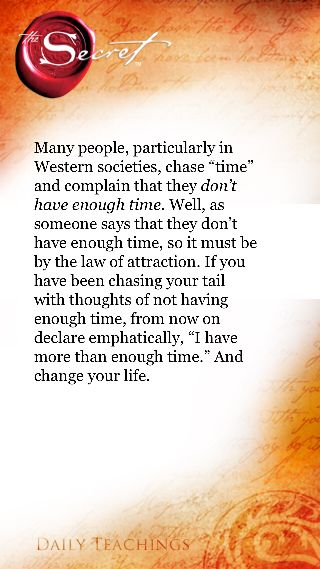 the Secret™
Many people, particularly in
Western societies, chase “time”
and complain that they don’t
have enough time. Well, as
someone says that they don’t
have enough time, so it must be
by the law of attraction. If you
have been chasing your tail
with thoughts of not having
enough time, from now on
declare emphatically, “I have
more than enough time.” And
change your life.
DAILY TEACHINGS